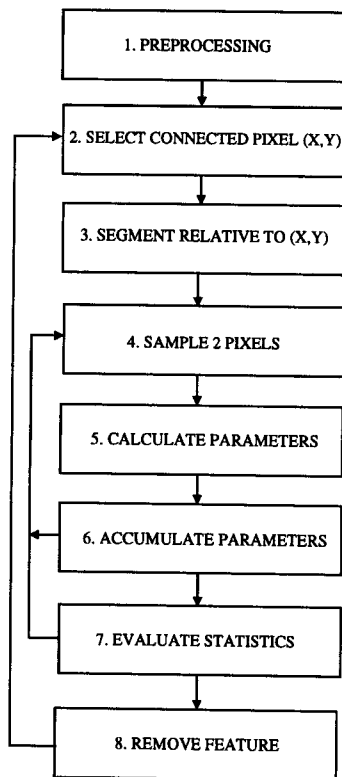 1. PREPROCESSING
2. SELECT CONNECTED PIXEL (X,Y)
3. SEGMENT RELATIVE TO (X,Y)
4. SAMPLE 2 PIXELS
5. CALCULATE PARAMETERS
6. ACCUMULATE PARAMETERS
7. EVALUATE STATISTICS
8. REMOVE FEATURE